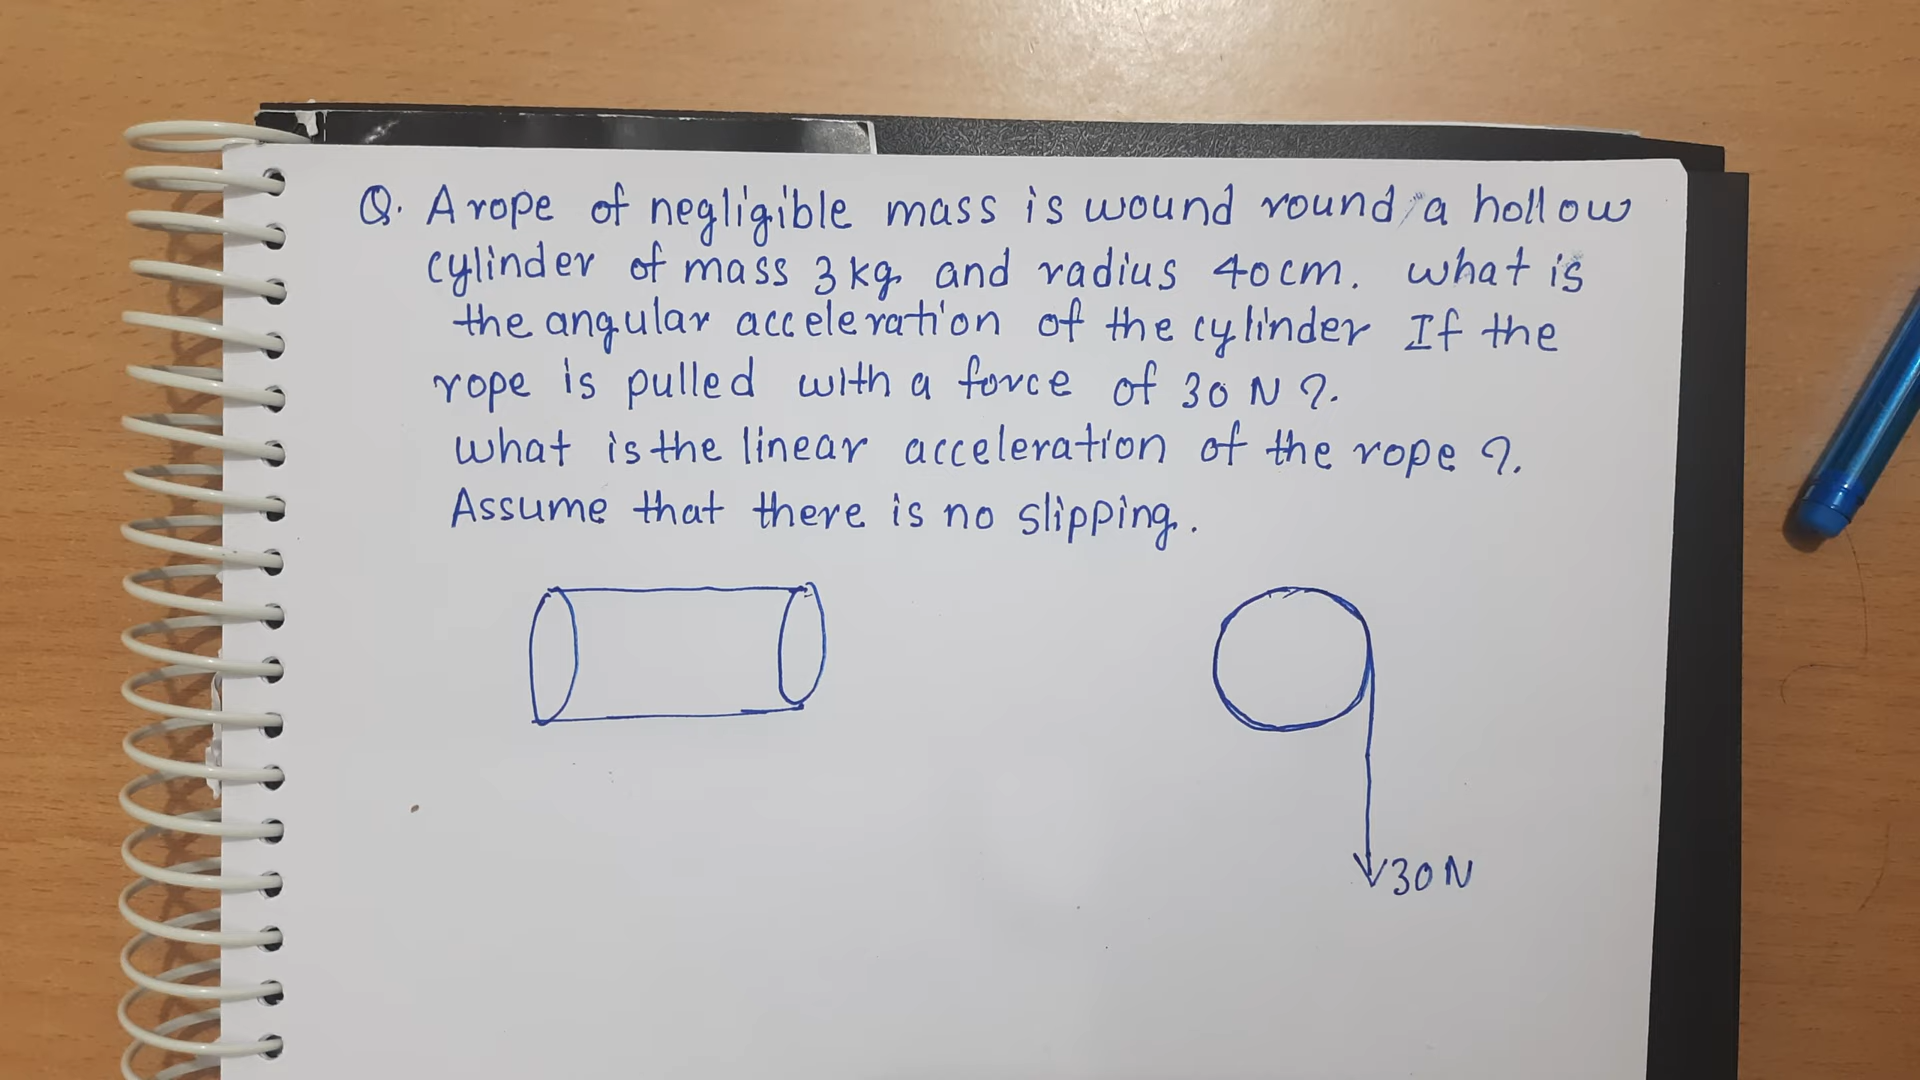 Q. A rope of negligible mass is wound round a hollow
cylinder of mass 3 kg and radius 40 cm. what is
the angular acceleration of the cylinder If the
rope is pulled with a force of 30 N ?.
what is the linear acceleration of the rope ?.
Assume that there is no slipping.
30 N